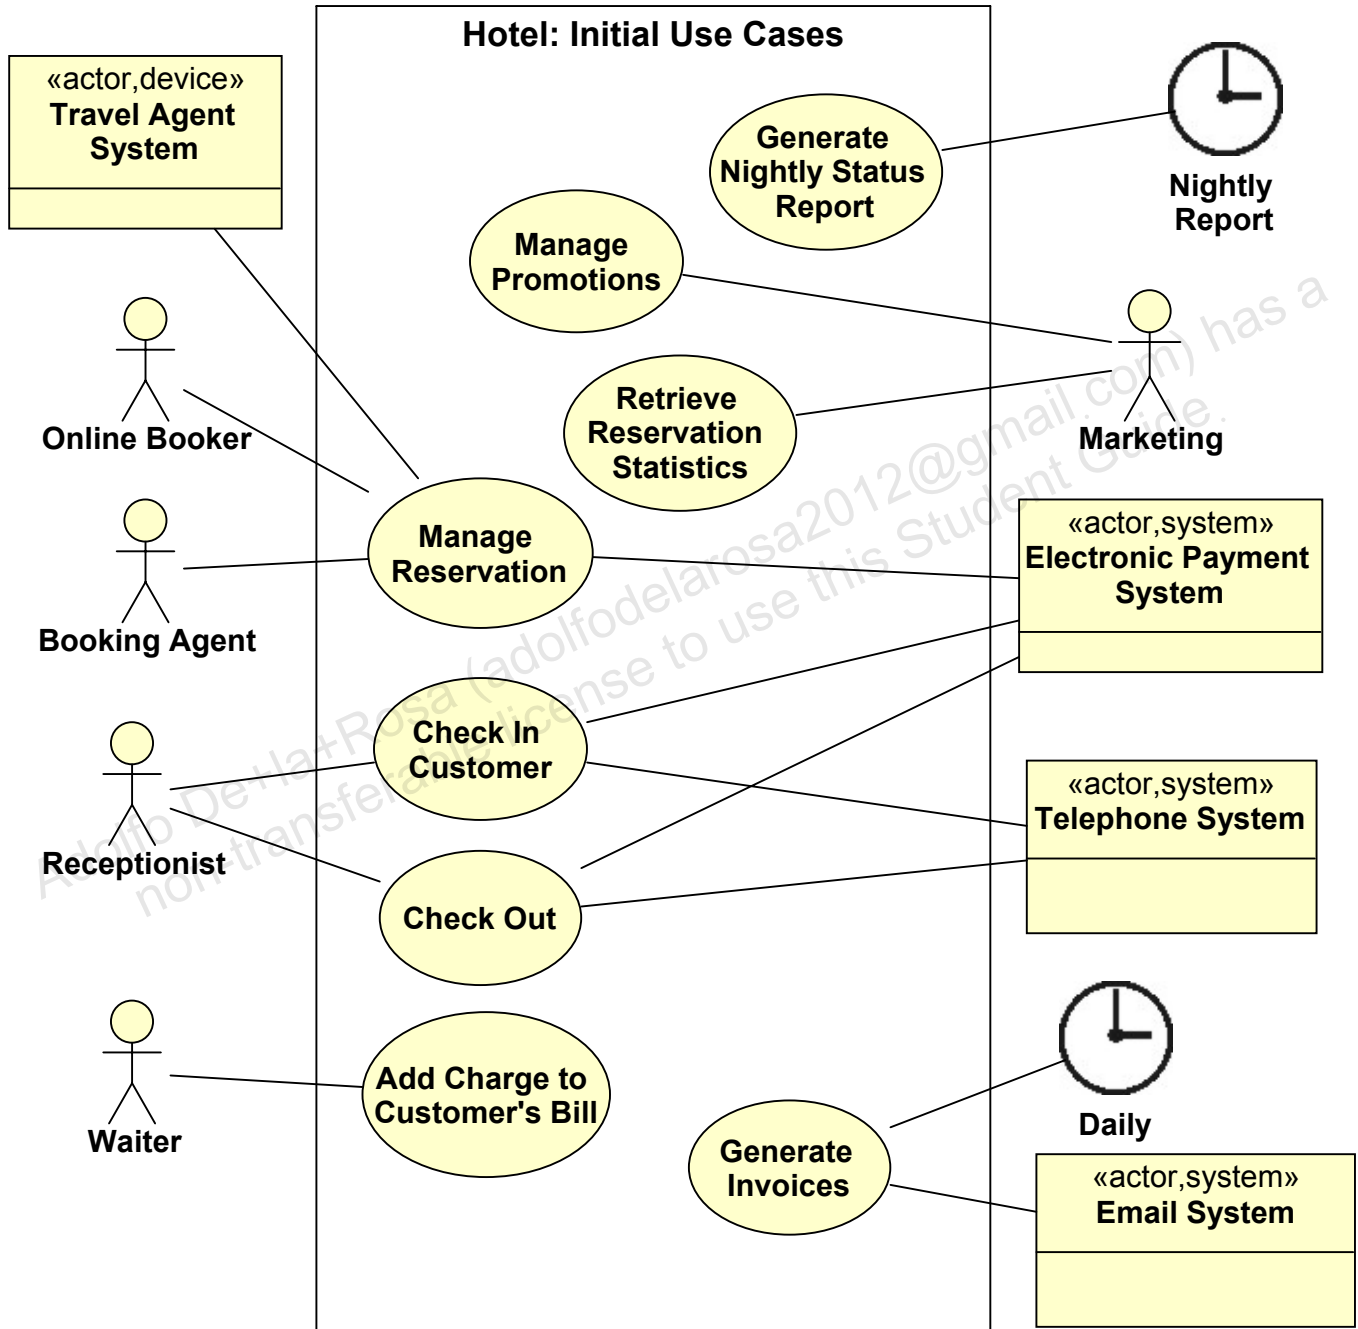 Hotel: Initial Use Cases
«actor,device»
Travel Agent
System
Generate
Nightly Status
Report
Nightly
Report
Manage
Promotions
Online Booker
Retrieve
Reservation
Statistics
Marketing
Manage
Reservation
«actor,system»
Electronic Payment
System
Booking Agent
Check In
Customer
Receptionist
«actor,system»
Telephone System
Check Out
Waiter
Add Charge to
Customer's Bill
Daily
Generate
Invoices
«actor,system»
Email System
Adolfo De+la+Rosa (adolfodelarosa2012@gmail.com) has a
non-transferable license to use this Student Guide.